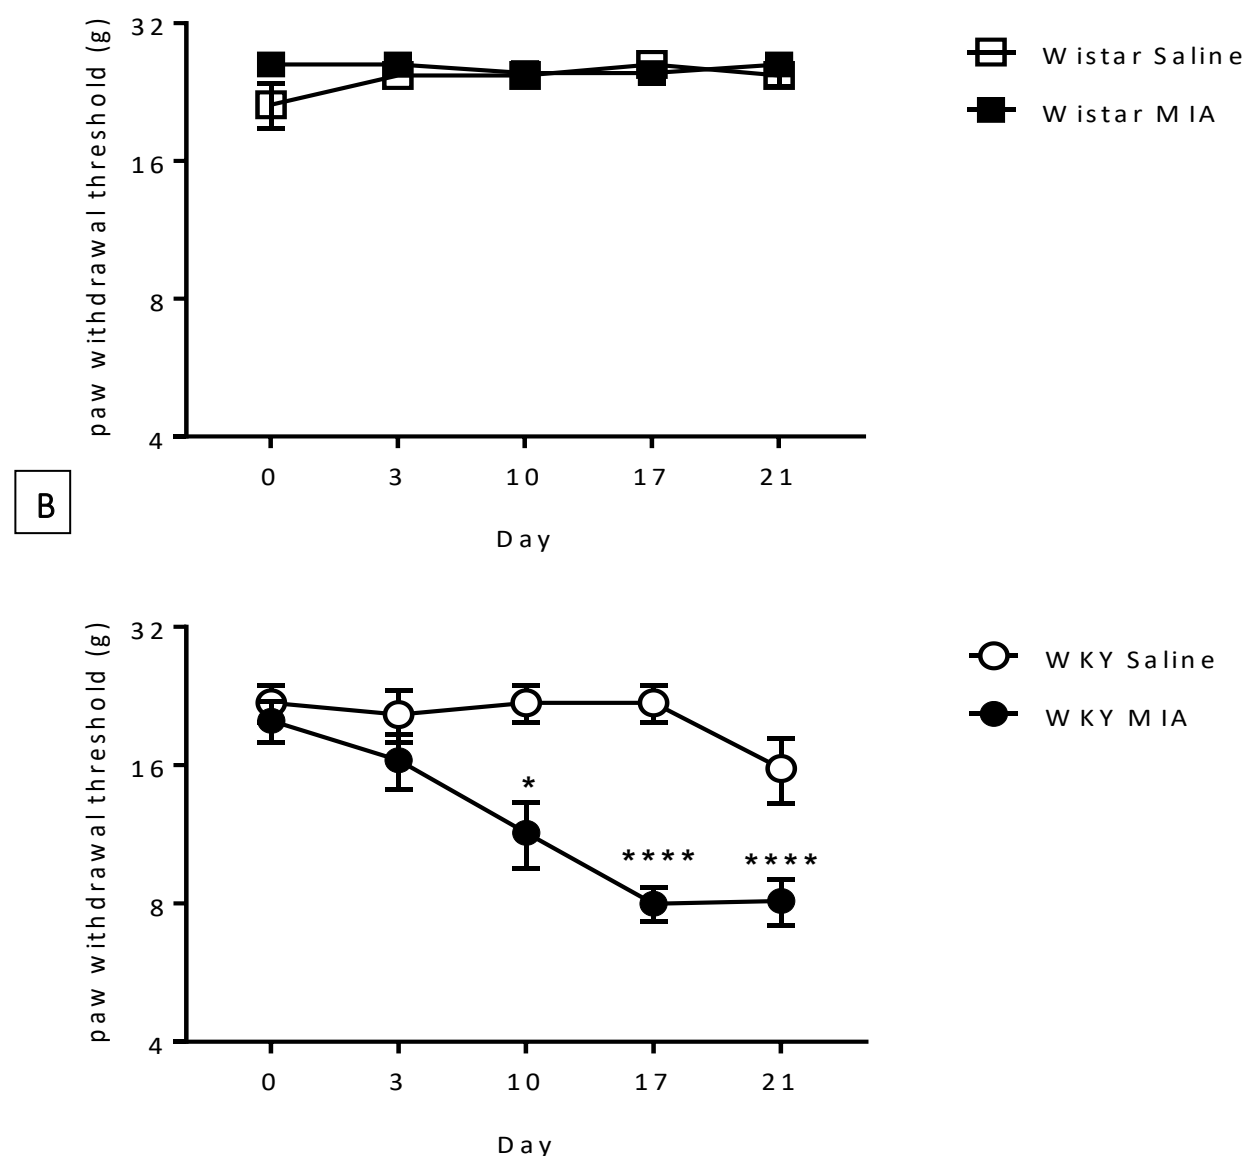 paw withdrawal threshold (g)
32
16
8
4
0 3 10 17 21
Day
Wistar Saline
Wistar MIA
B
paw withdrawal threshold (g)
32
16
8
4
*
****
****
0 3 10 17 21
Day
WKY Saline
WKY MIA